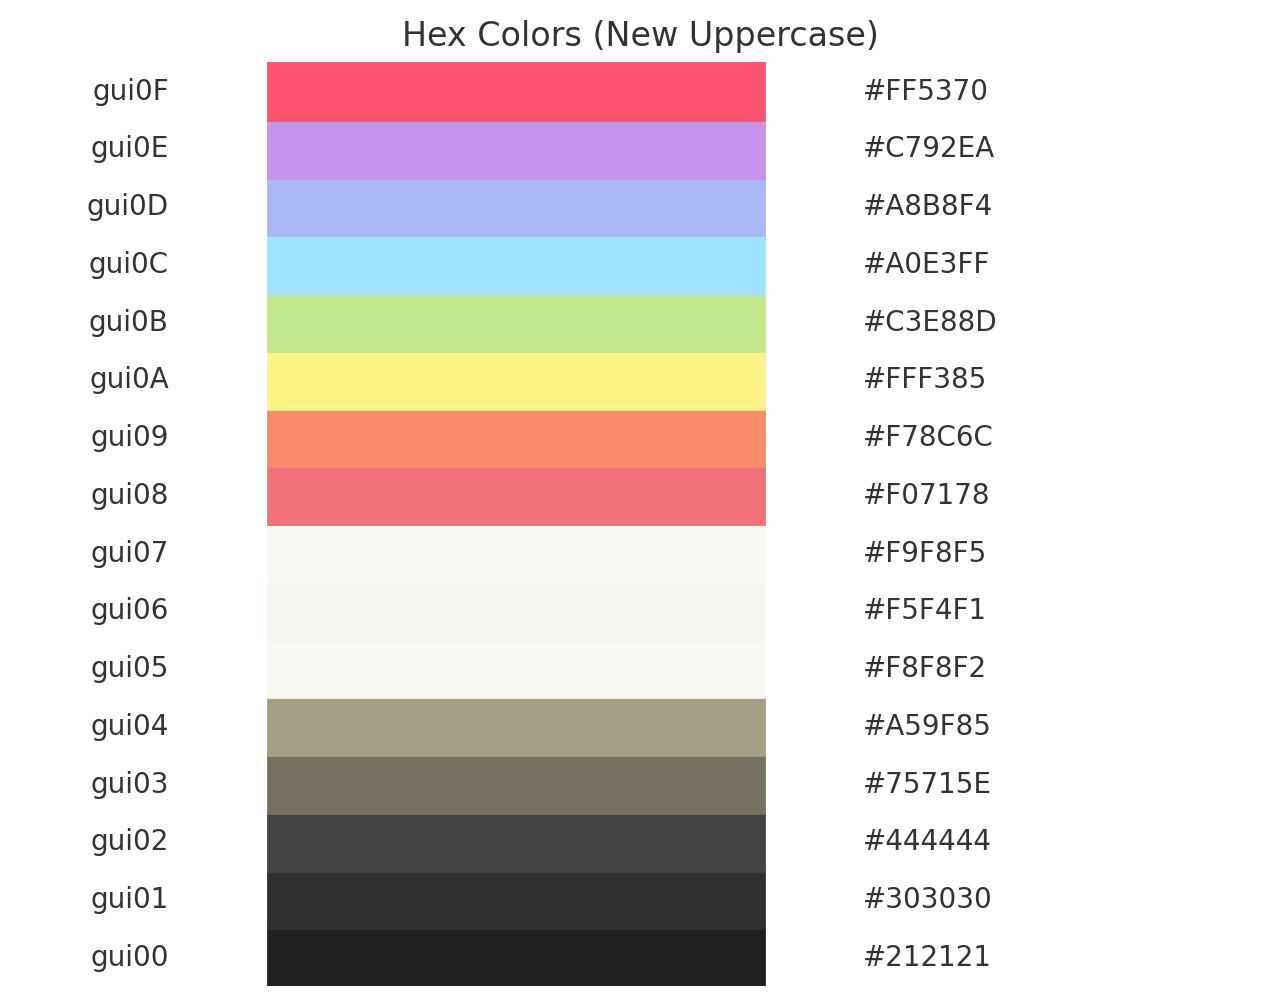 Hex Colors (New Uppercase)
gui0F #FF5370
gui0E #C792EA
gui0D #A8B8F4
gui0C #A0E3FF
gui0B #C3E88D
gui0A #FFF385
gui09 #F78C6C
gui08 #F07178
gui07 #F9F8F5
gui06 #F5F4F1
gui05 #F8F8F2
gui04 #A59F85
gui03 #75715E
gui02 #444444
gui01 #303030
gui00 #212121